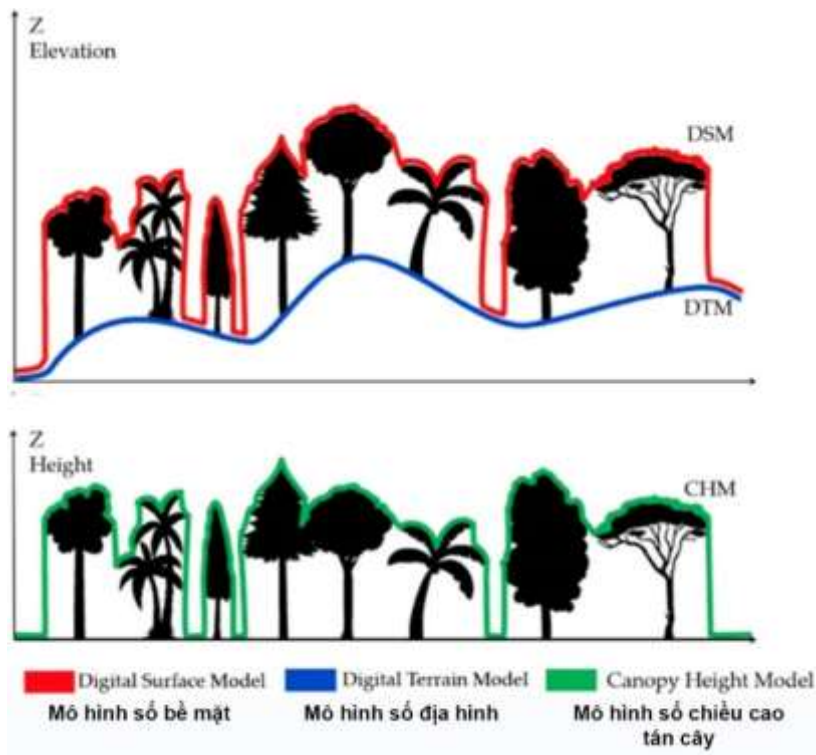 Z
Elevation
DSM
DTM
Z
Height
CHM
Digital Surface Model
Digital Terrain Model
Canopy Height Model
Mô hình số bề mặt
Mô hình số địa hình
Mô hình số chiều cao
tán cây